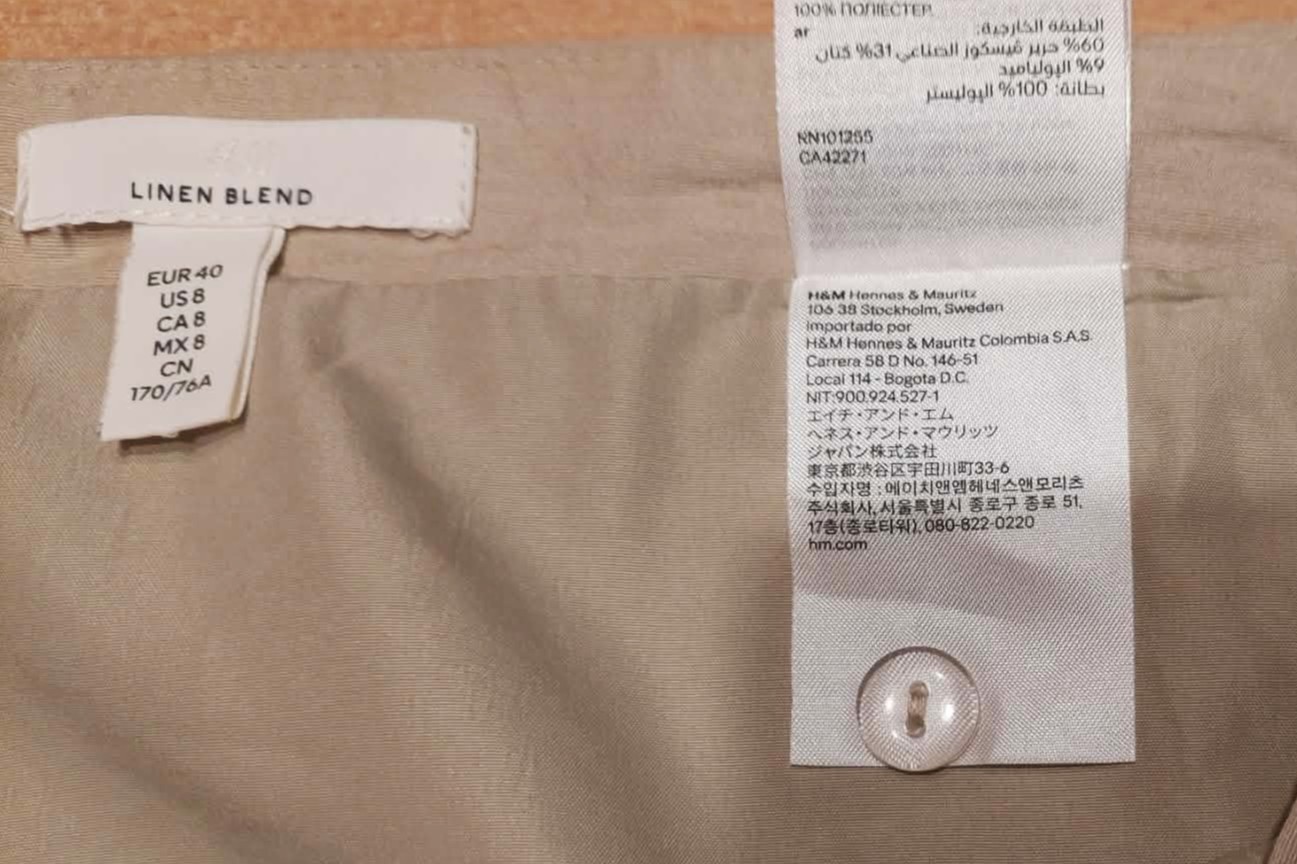 LINEN BLEND
EUR 40
US 8
CA 8
MX 8
CN
170/76A
100% ПОЛІЕСТЕР.
ar
الطبقة الخارجية:
60% حرير فيسكوز الصناعي 31% كتان
9% البولياميد
بطانة: 100% البوليستر
RN101255
CA42271
H&M Hennes & Mauritz
106 38 Stockholm, Sweden
Importado por
H&M Hennes & Mauritz Colombia S.A.S.
Carrera 58 D No. 146-51
Local 114 - Bogota D.C.
NIT:900.924.527-1
エイチ・アンド・エム
ヘネス・アンド・マウリッツ
ジャパン株式会社
東京都渋谷区宇田川町33-6
수입자명 : 에이치앤엠헤네스앤모리츠
주식회사, 서울특별시 종로구 종로 51,
17층(종로타워), 080-822-0220
hm.com